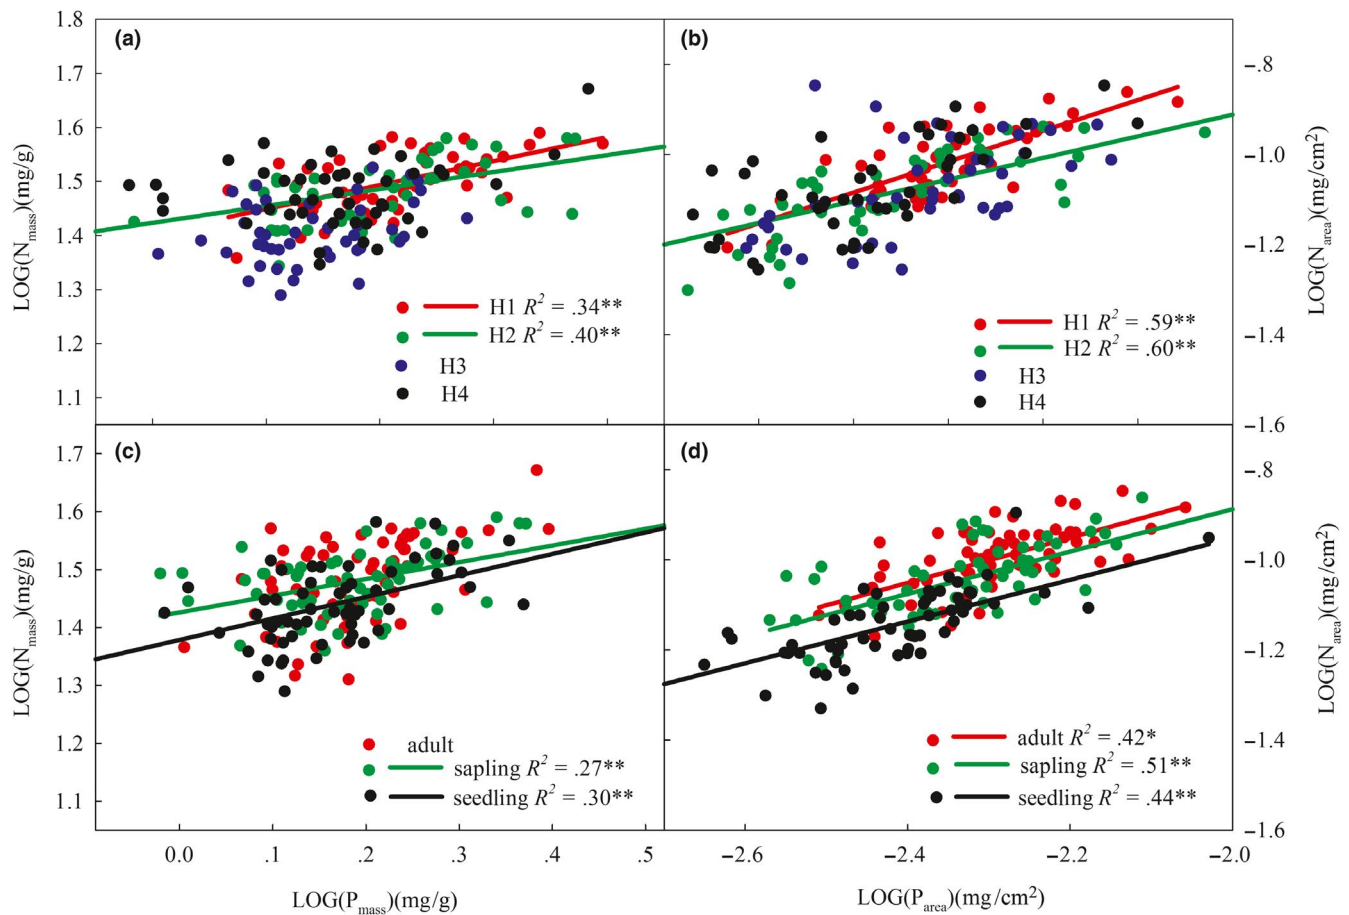 (a)
1.8
1.7
1.6
1.5
1.4
1.3
1.2
1.1
LOG(Nmass)(mg/g)
H1 R2 = .34**
H2 R2 = .40**
H3
H4
(b)
−.8
−1.0
−1.2
−1.4
−1.6
LOG(Narea)(mg/cm2)
H1 R2 = .59**
H2 R2 = .60**
H3
H4
(c)
1.7
1.6
1.5
1.4
1.3
1.2
1.1
LOG(Nmass)(mg/g)
adult
sapling R2 = .27**
seedling R2 = .30**
0.0 .1 .2 .3 .4 .5
LOG(Pmass)(mg/g)
(d)
−.8
−1.0
−1.2
−1.4
−1.6
LOG(Narea)(mg/cm2)
adult R2 = .42*
sapling R2 = .51**
seedling R2 = .44**
−2.6 −2.4 −2.2 −2.0
LOG(Parea)(mg/cm2)